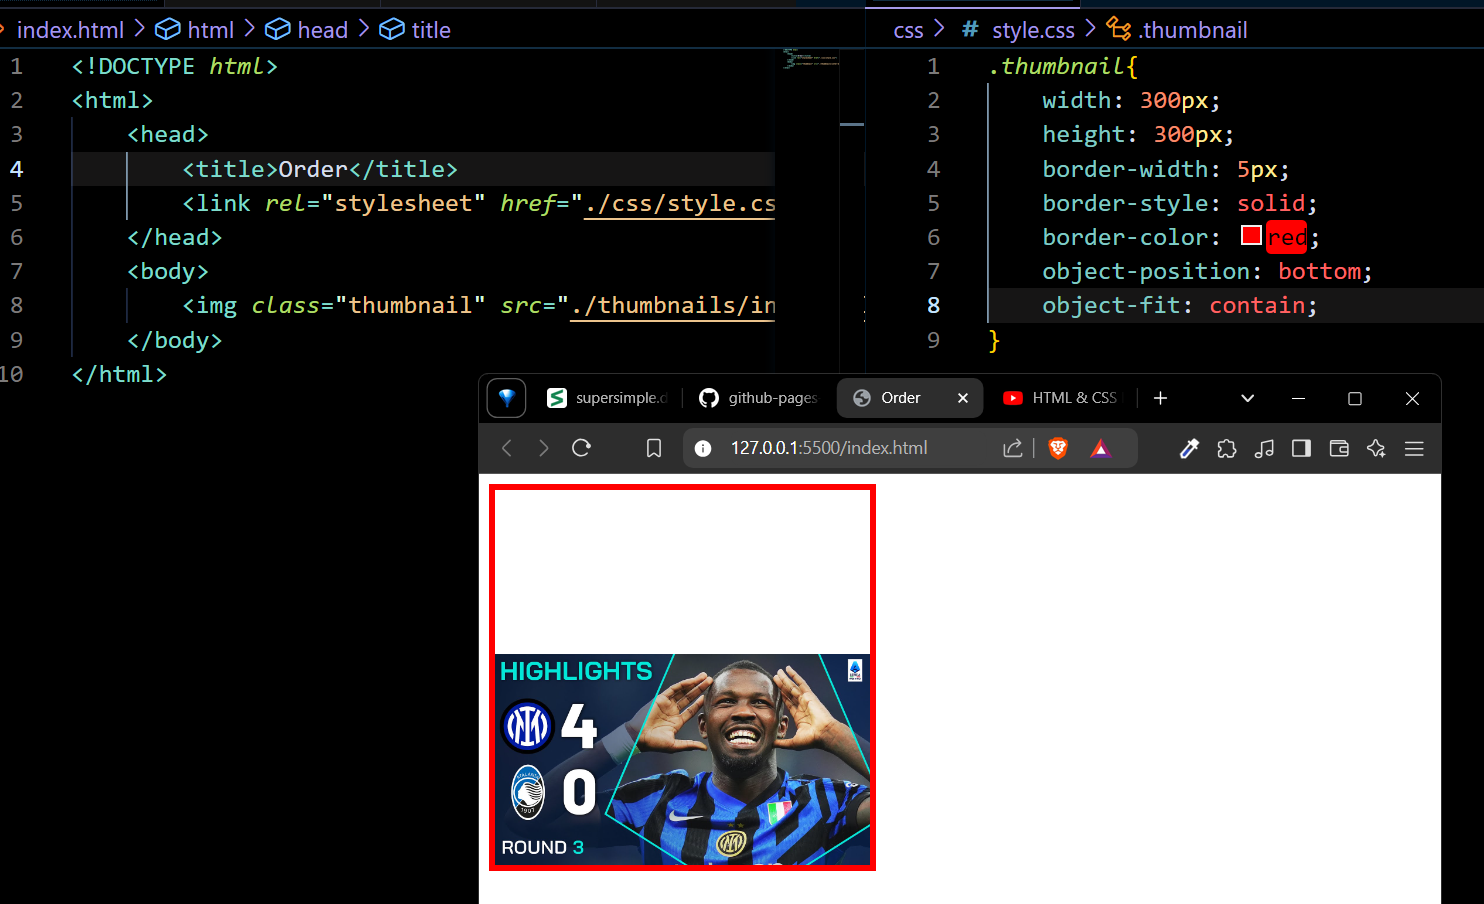 index.html > html > head > title
1 <!DOCTYPE html>
2 <html>
3 <head>
4 <title>Order</title>
5 <link rel="stylesheet" href="./css/style.cs
6 </head>
7 <body>
8 <img class="thumbnail" src="./thumbnails/in
9 </body>
10 </html>
css > # style.css > .thumbnail
1 .thumbnail{
2 width: 300px;
3 height: 300px;
4 border-width: 5px;
5 border-style: solid;
6 border-color: red;
7 object-position: bottom;
8 object-fit: contain;
9 }
supersimple.d
github-pages
Order
HTML & CSS
127.0.0.1:5500/index.html
HIGHLIGHTS
4
0
ROUND 3